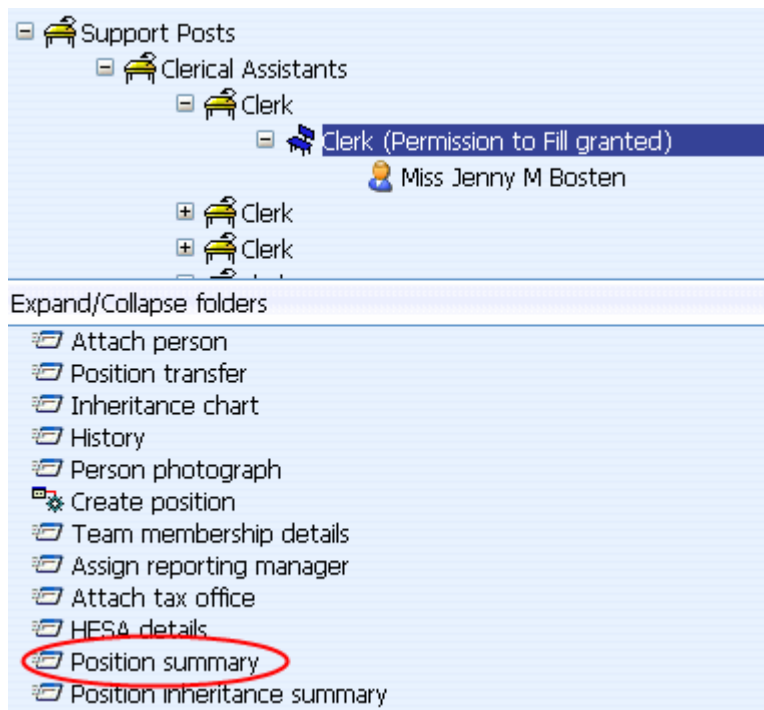 Support Posts
Clerical Assistants
Clerk
Clerk (Permission to Fill granted)
Miss Jenny M Bosten
Clerk
Clerk
Expand/Collapse folders
Attach person
Position transfer
Inheritance chart
History
Person photograph
Create position
Team membership details
Assign reporting manager
Attach tax office
HESA details
Position summary
Position inheritance summary